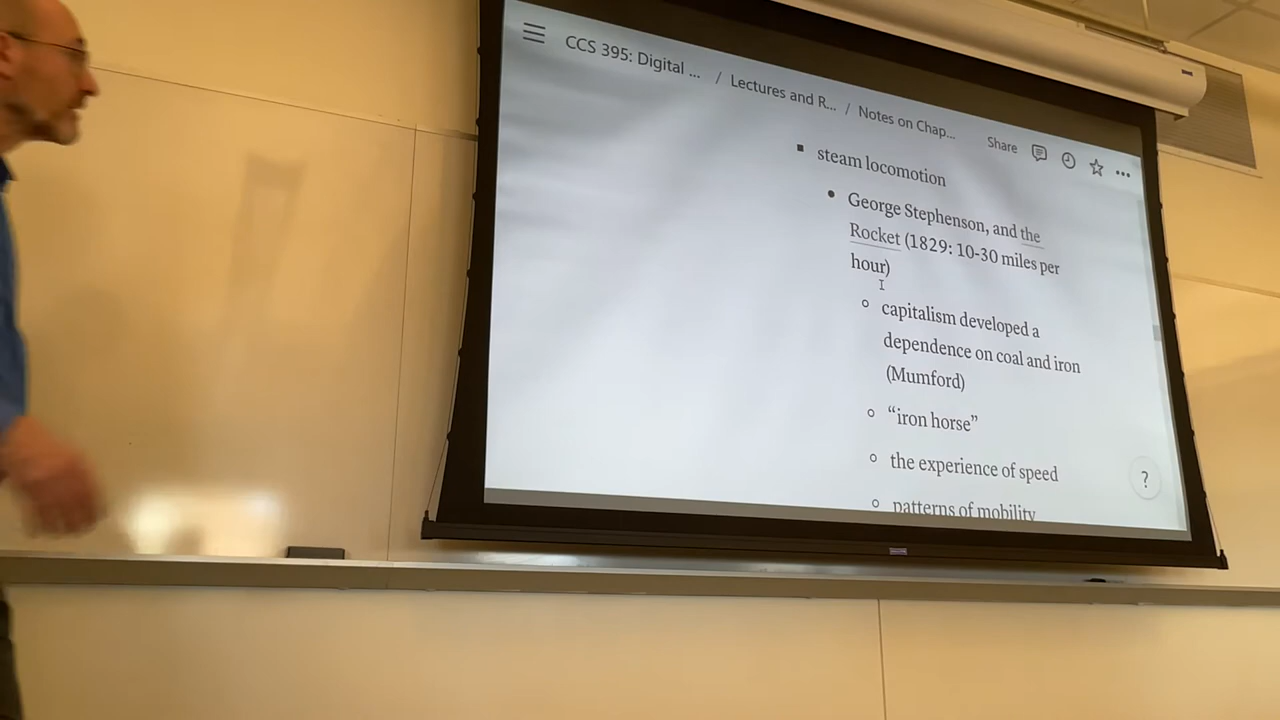 CCS 395: Digital ... / Lectures and R... / Notes on Chap... Share
steam locomotion
George Stephenson, and the
Rocket (1829: 10-30 miles per
hour)
capitalism developed a
dependence on coal and iron
(Mumford)
“iron horse”
the experience of speed
?
patterns of mobility